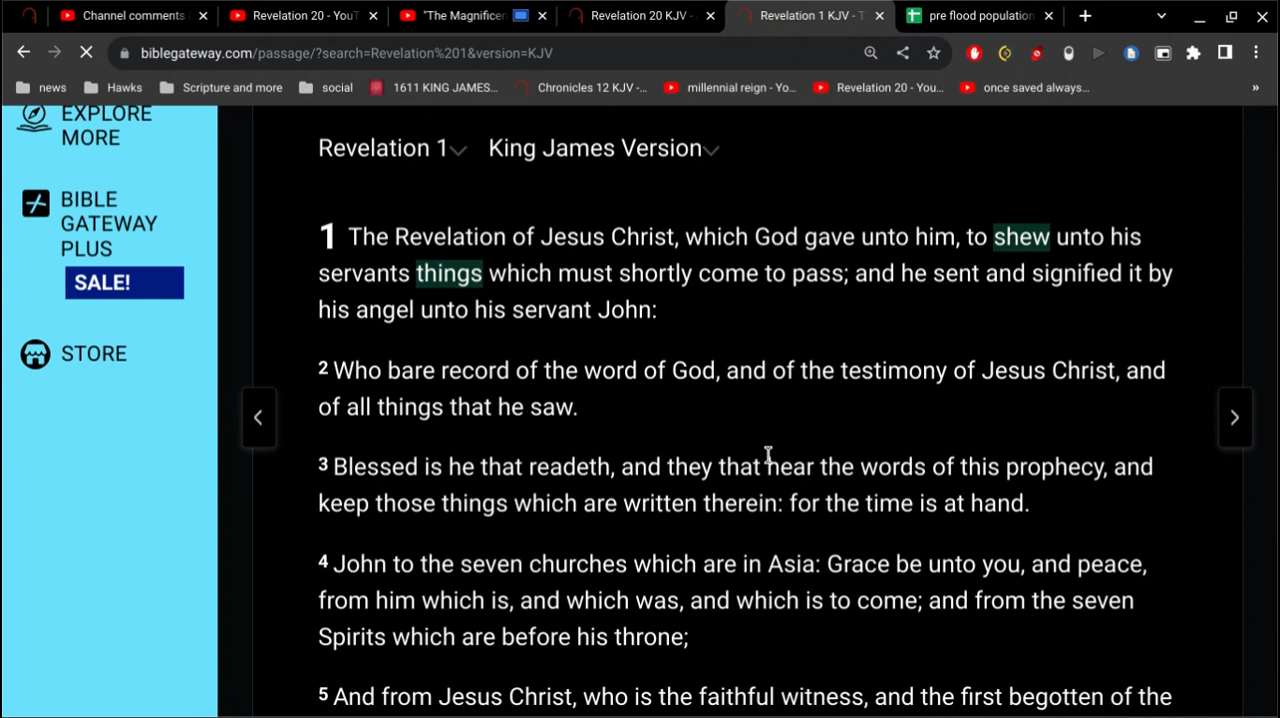 Channel comments
Revelation 20 - YouT
"The Magnificen
Revelation 20 KJV -
Revelation 1 KJV - T
pre flood population
biblegateway.com/passage/?search=Revelation%201&version=KJV
news
Hawks
Scripture and more
social
1611 KING JAMES...
Chronicles 12 KJV -...
millennial reign - Yo...
Revelation 20 - You...
once saved always...
»
EXPLORE
MORE
BIBLE
GATEWAY
PLUS
SALE!
STORE
Revelation 1 King James Version
1 The Revelation of Jesus Christ, which God gave unto him, to shew unto his
servants things which must shortly come to pass; and he sent and signified it by
his angel unto his servant John:
2 Who bare record of the word of God, and of the testimony of Jesus Christ, and
of all things that he saw.
3 Blessed is he that readeth, and they that hear the words of this prophecy, and
keep those things which are written therein: for the time is at hand.
4 John to the seven churches which are in Asia: Grace be unto you, and peace,
from him which is, and which was, and which is to come; and from the seven
Spirits which are before his throne;
5 And from Jesus Christ, who is the faithful witness, and the first begotten of the